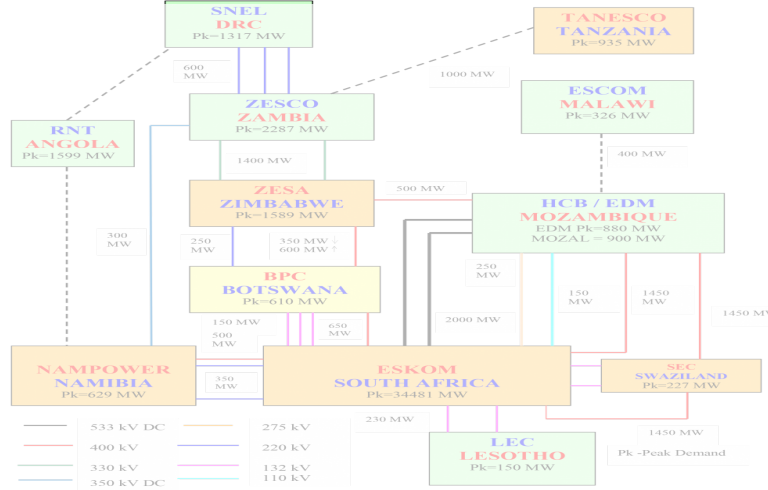 SNEL
DRC
Pk=1317 MW
TANESCO
TANZANIA
Pk=935 MW
600
MW
1000 MW
ESCOM
MALAWI
Pk=326 MW
ZESCO
ZAMBIA
Pk=2287 MW
RNT
ANGOLA
Pk=1599 MW
1400 MW
400 MW
ZESA
ZIMBABWE
Pk=1589 MW
500 MW
HCB / EDM
MOZAMBIQUE
EDM Pk=880 MW
MOZAL = 900 MW
300
MW
250
MW
350 MW ↓
600 MW ↑
BPC
BOTSWANA
Pk=610 MW
250
MW
150
MW
1450
MW
1450 MW
150 MW
500
MW
650
MW
2000 MW
NAMPOWER
NAMIBIA
Pk=629 MW
350
MW
ESKOM
SOUTH AFRICA
Pk=34481 MW
SEC
SWAZILAND
Pk=227 MW
230 MW
1450 MW
LEC
LESOTHO
Pk=150 MW
Pk -Peak Demand
533 kV DC
275 kV
400 kV
220 kV
330 kV
132 kV
350 kV DC
110 kV